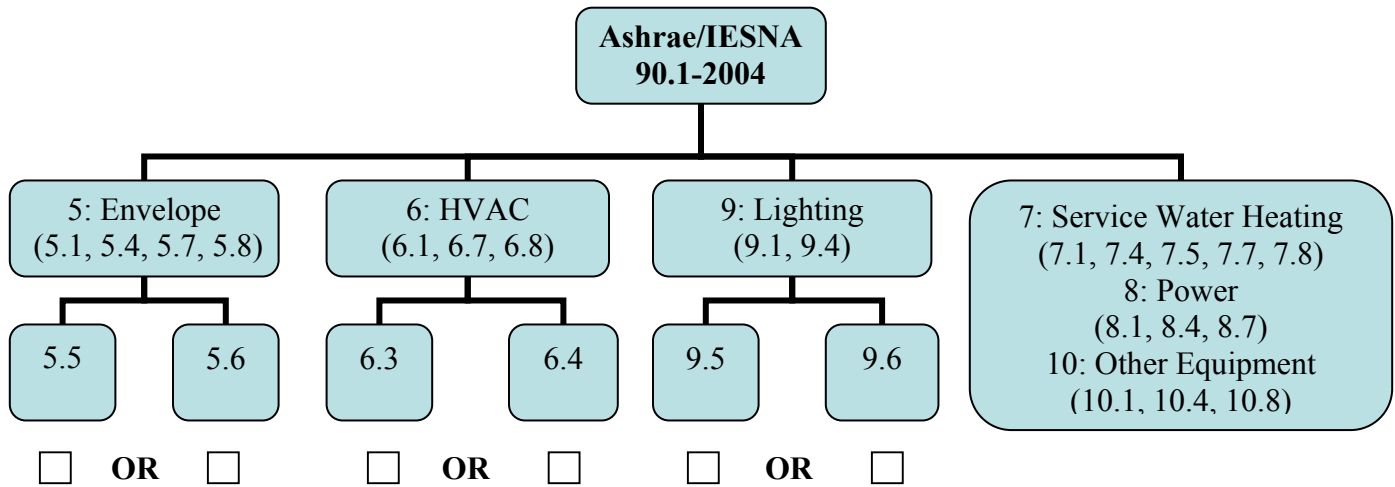 Ashrae/IESNA
90.1-2004
5: Envelope
(5.1, 5.4, 5.7, 5.8)
6: HVAC
(6.1, 6.7, 6.8)
9: Lighting
(9.1, 9.4)
7: Service Water Heating
(7.1, 7.4, 7.5, 7.7, 7.8)
8: Power
(8.1, 8.4, 8.7)
10: Other Equipment
(10.1, 10.4, 10.8)
5.5
5.6
6.3
6.4
9.5
9.6
OR
OR
OR